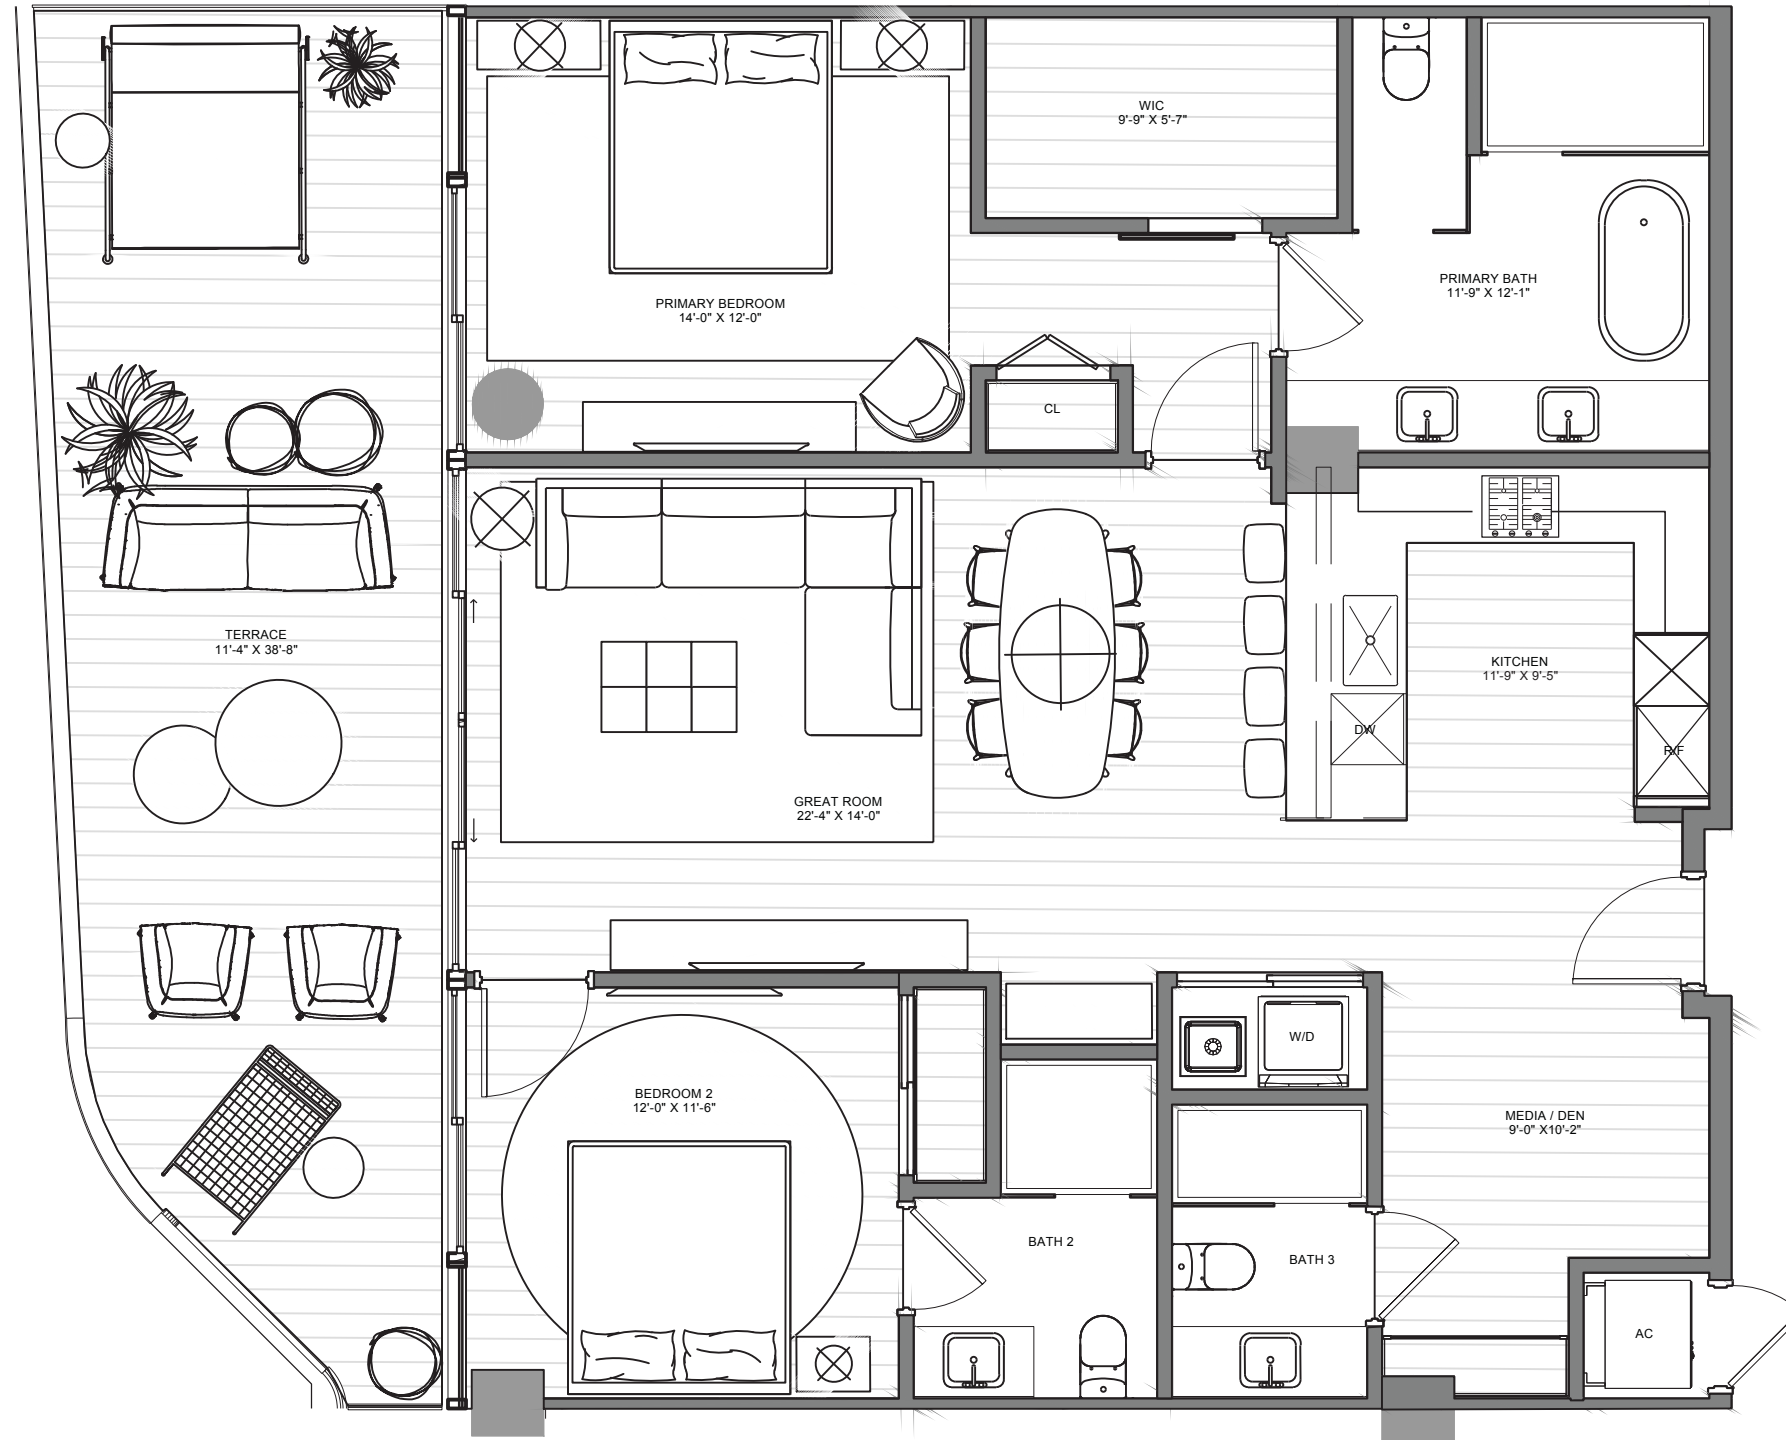 WIC
9'-9" X 5'-7"
PRIMARY BEDROOM
14'-0" X 12'-0"
PRIMARY BATH
11'-9" X 12'-1"
CL
TERRACE
11'-4" X 38'-8"
KITCHEN
11'-9" X 9'-5"
DW
R/F
GREAT ROOM
22'-4" X 14'-0"
W/D
BEDROOM 2
12'-0" X 11'-6"
MEDIA / DEN
9'-0" X10'-2"
BATH 2
BATH 3
AC